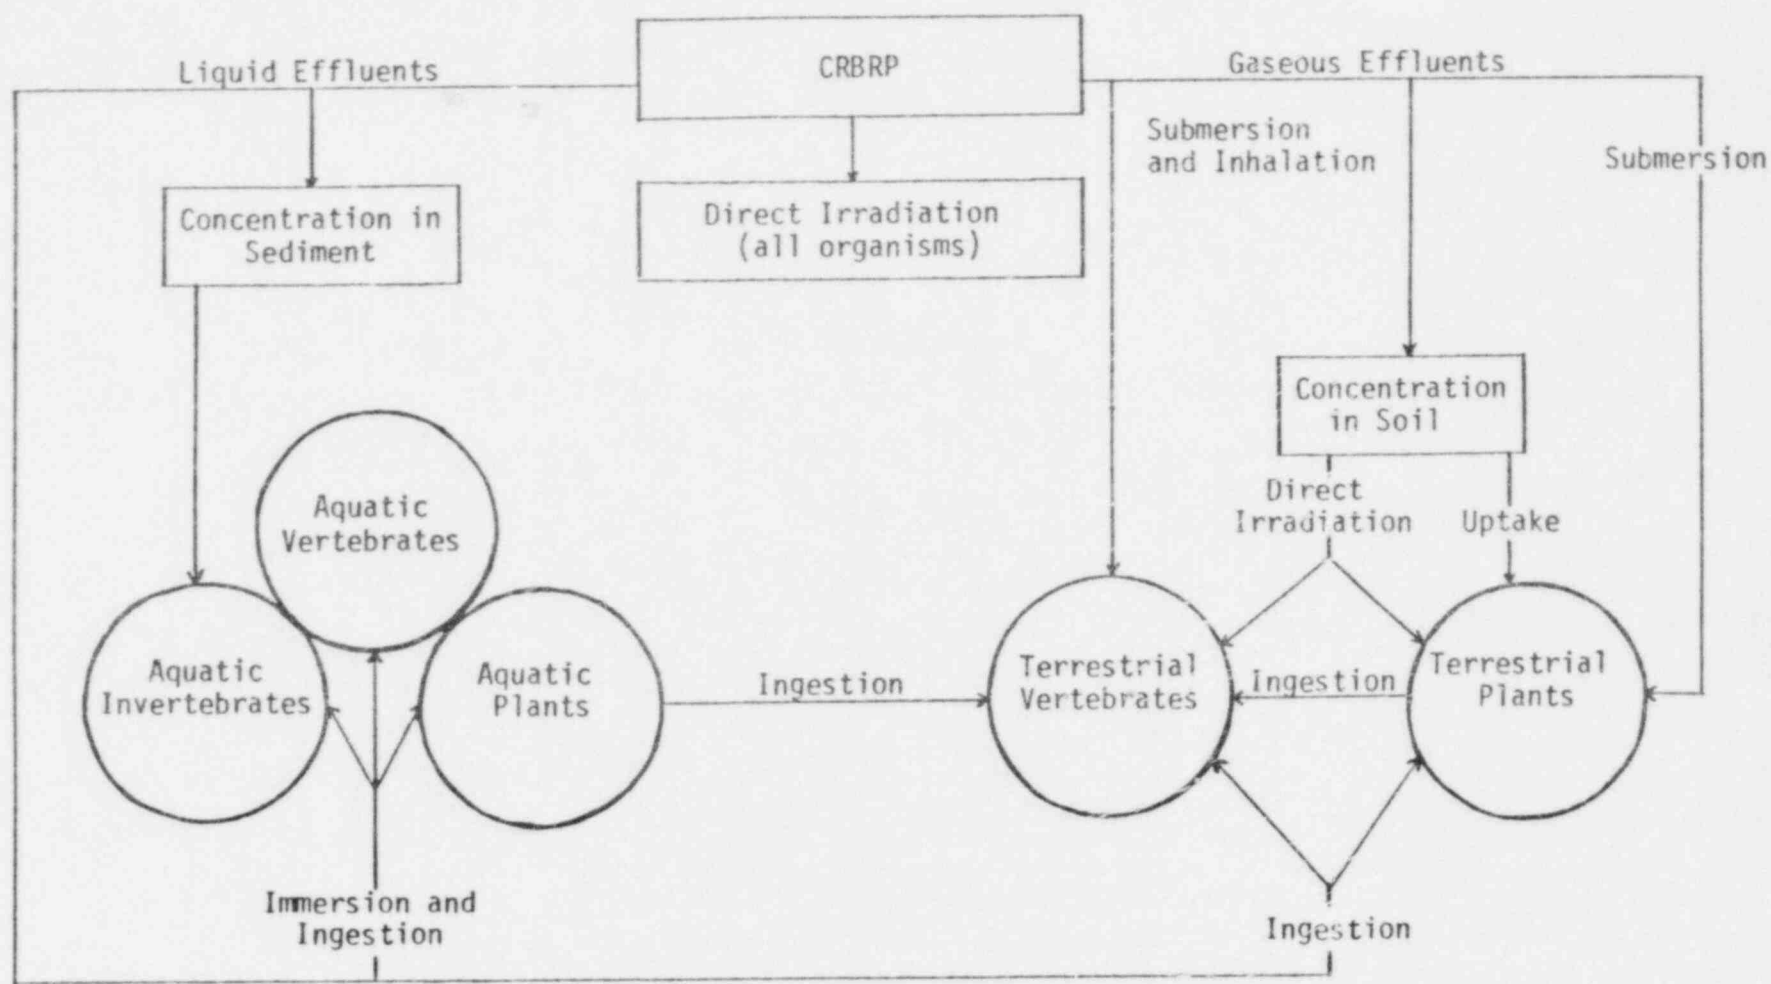 CRBRP
Liquid Effluents
Gaseous Effluents
Submersion
and Inhalation
Submersion
Concentration in
Sediment
Direct Irradiation
(all organisms)
Concentration
in Soil
Direct
Irradiation
Uptake
Aquatic
Vertebrates
Aquatic
Invertebrates
Aquatic
Plants
Ingestion
Terrestrial
Vertebrates
Ingestion
Terrestrial
Plants
Immersion and
Ingestion
Ingestion